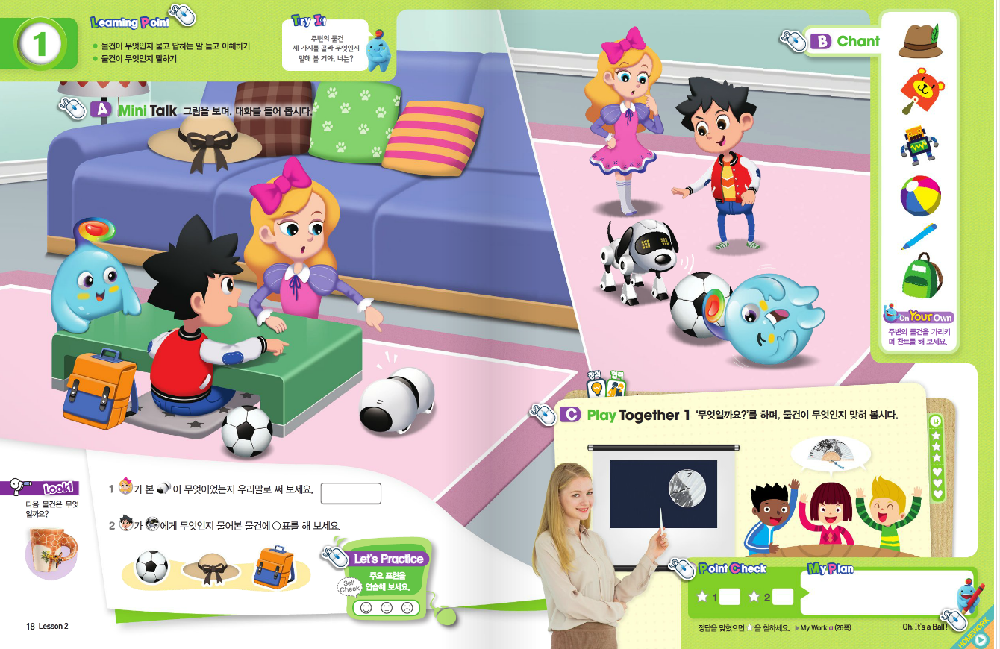 1
Learning Point
● 물건이 무엇인지 묻고 답하는 말 듣고 이해하기
● 물건이 무엇인지 말하기
Try It
주변의 물건
세 가지를 골라 무엇인지
말해 볼 거야. 너는?
A Mini Talk 그림을 보며, 대화를 들어 봅시다.
Look!
다음 물건은 무엇
일까요?
1 가 본 이 무엇이었는지 우리말로 써 보세요.
2 가 에게 무엇인지 물어본 물건에 ○표를 해 보세요.
Let's Practice
주요 표현을
연습해 보세요.
Self
Check
18 Lesson 2
B Chant
On Your Own
주변의 물건을 가리키
며 찬트를 해 보세요.
창의 협력
C Play Together 1 '무엇일까요?'를 하며, 물건이 무엇인지 맞혀 봅시다.
나
Point Check
★ 1 ★ 2
My Plan
정답을 맞혔으면 ☆을 칠하세요. ▶My Work a (26쪽)
Oh, It's a Ball!
HOMEWORK